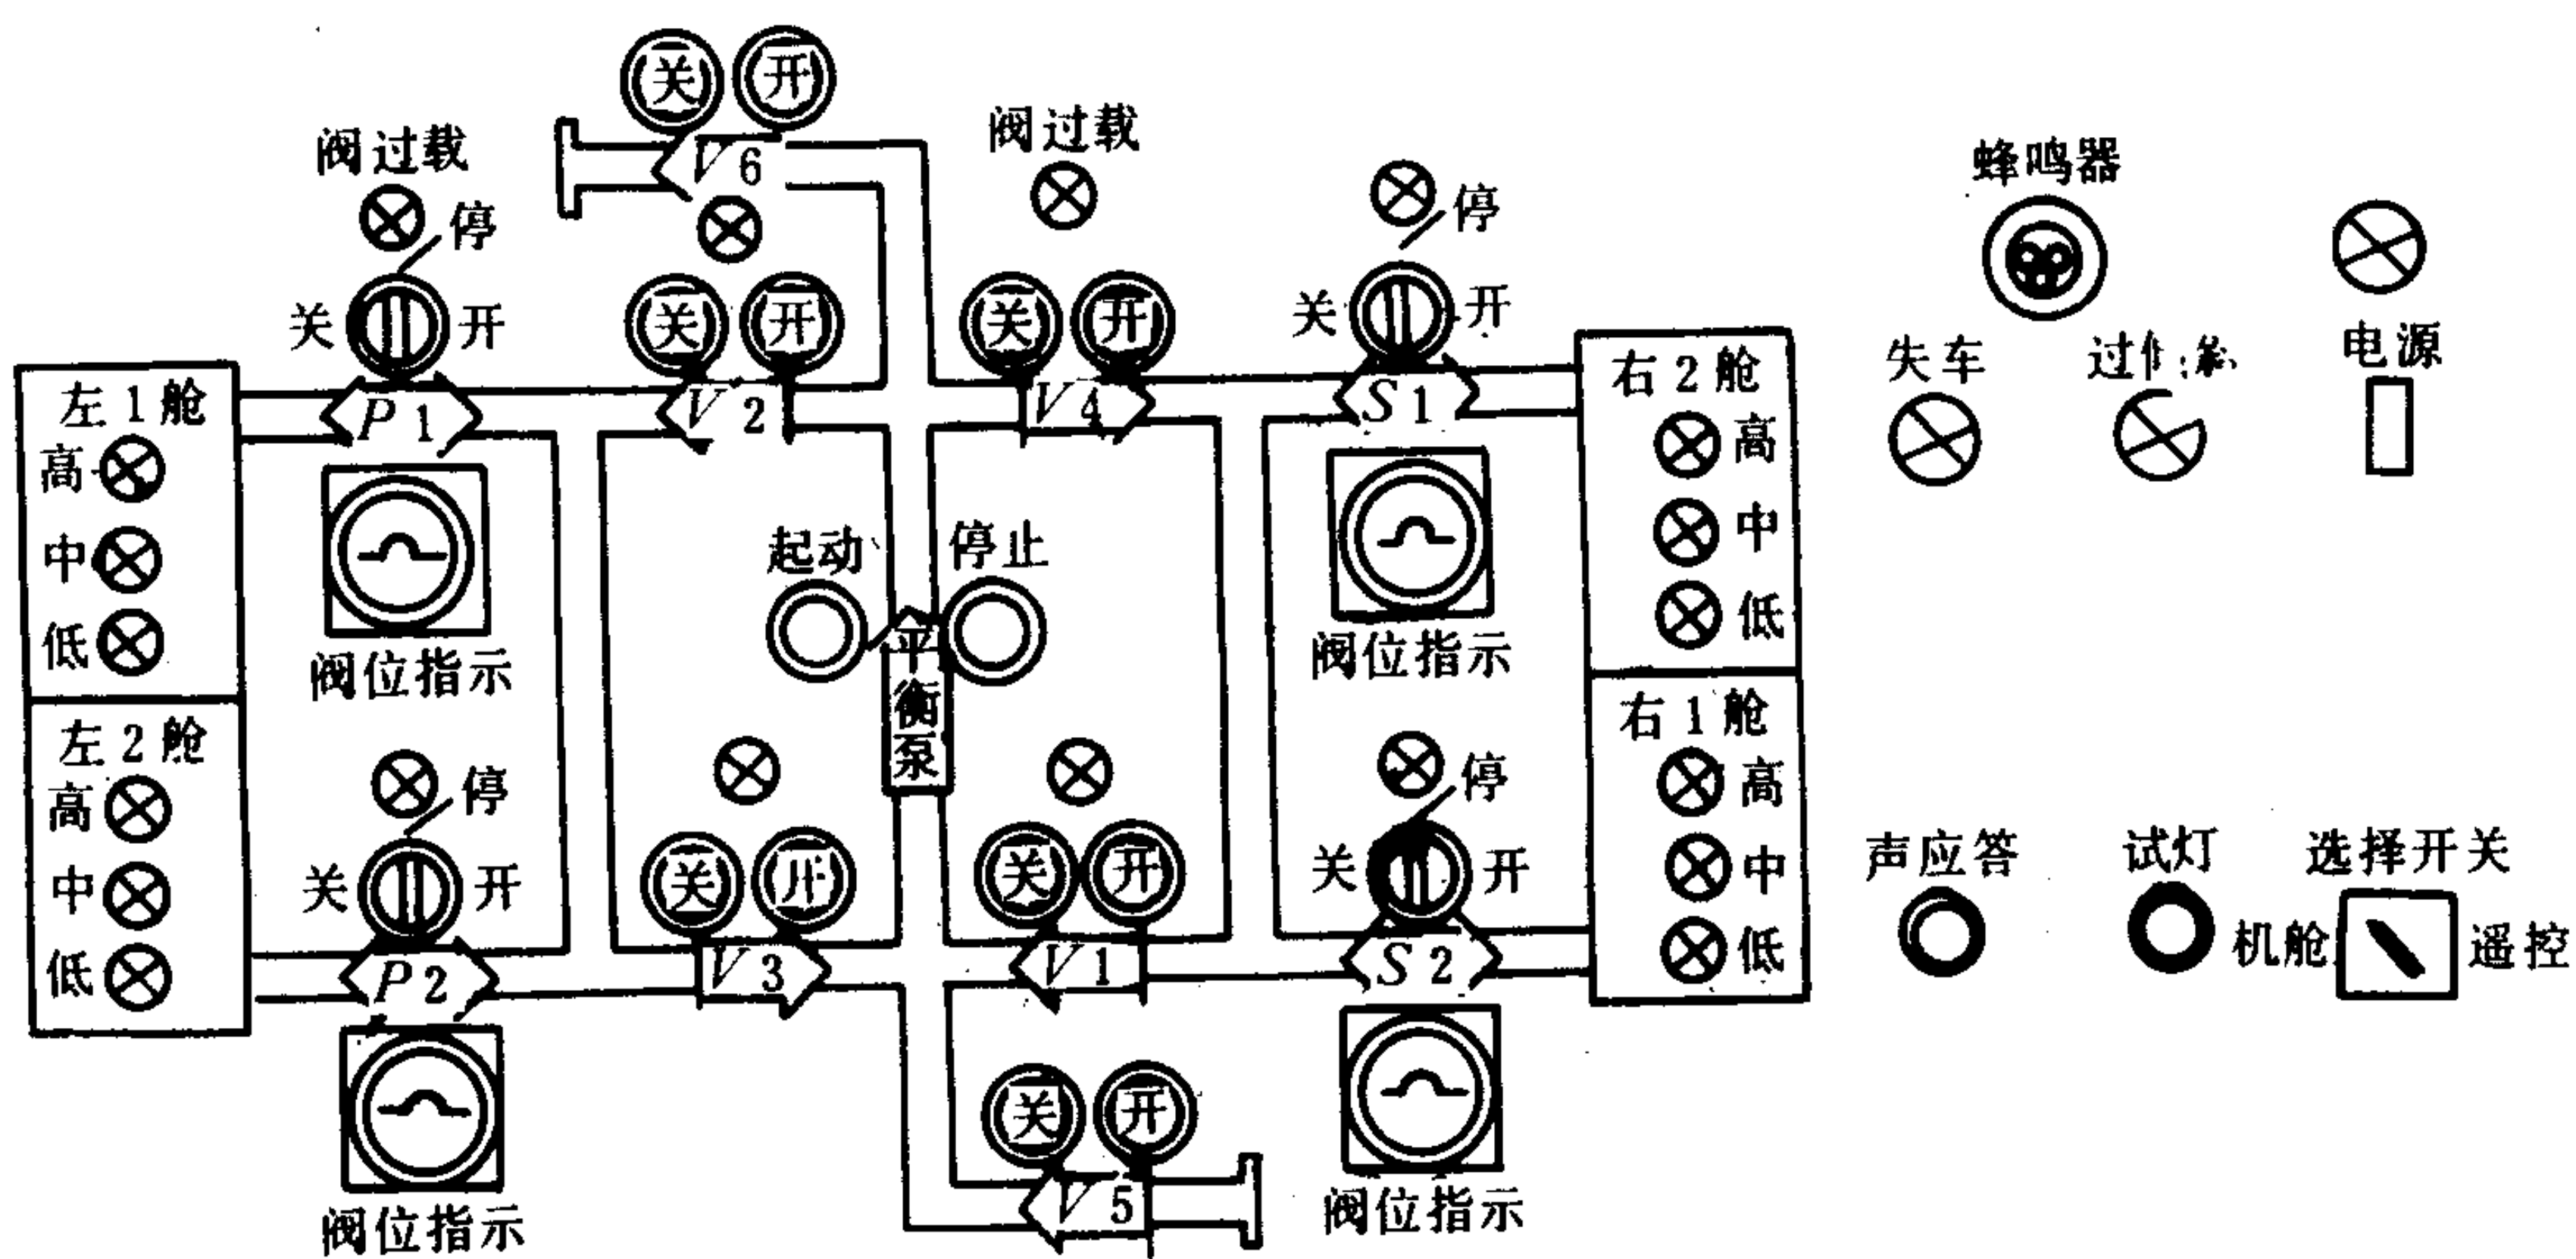 关 开
阀过载
V6
阀过载
停
关 开
左1舱
高
中
低
P1
阀位指示
关 开
V2
关 开
V4
停
关 开
S1
阀位指示
右2舱
高
中
低
起动 停止
平衡泵
左2舱
高
中
低
停
关 开
P2
阀位指示
关 开
V3
关 开
V1
停
关 开
S2
阀位指示
右1舱
高
中
低
关 开
V5
蜂鸣器
失车
电源
声应答
试灯
选择开关
机舱 遥控